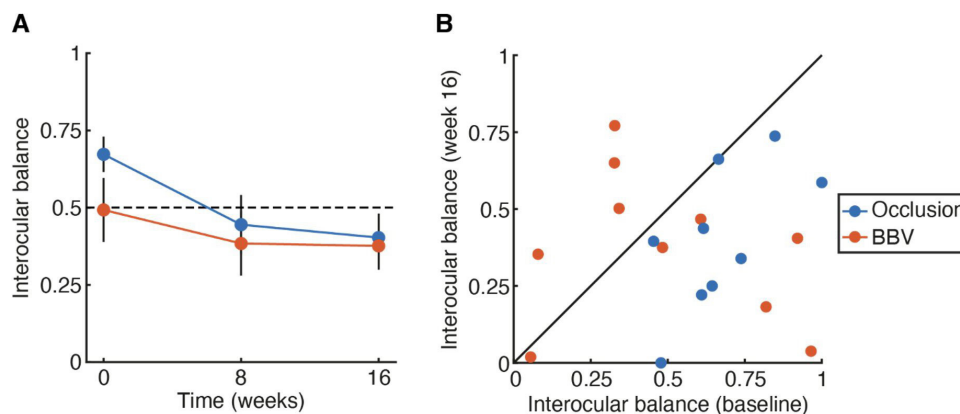 A
Interocular balance
1
0.75
0.5
0.25
0
0
8
16
Time (weeks)
B
Interocular balance (week 16)
1
0.75
0.5
0.25
0
0
0.25
0.5
0.75
1
Interocular balance (baseline)
Occlusion
BBV